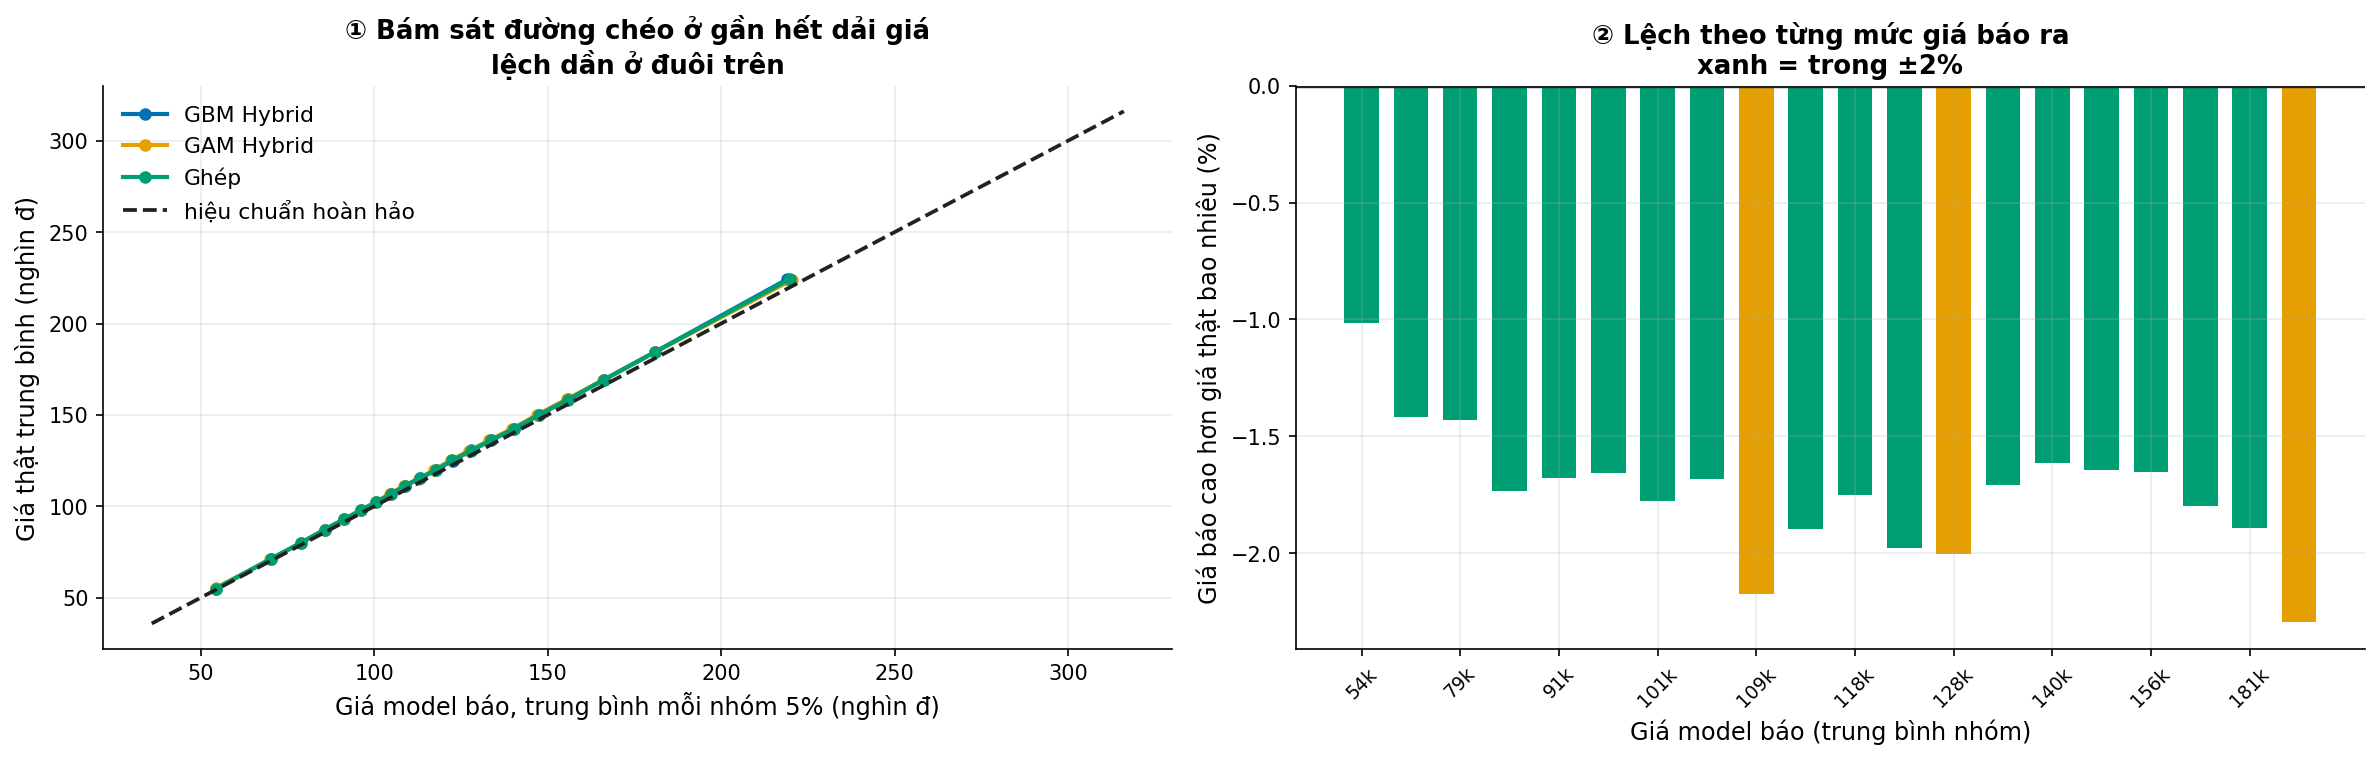 ① Bám sát đường chéo ở gần hết dải giá
lệch dần ở đuôi trên
GBM Hybrid
GAM Hybrid
Ghép
hiệu chuẩn hoàn hảo
Giá thật trung bình (nghìn đ)
300
250
200
150
100
50
50 100 150 200 250 300
Giá model báo, trung bình mỗi nhóm 5% (nghìn đ)
② Lệch theo từng mức giá báo ra
xanh = trong ±2%
Giá báo cao hơn giá thật bao nhiêu (%)
0.0
−0.5
−1.0
−1.5
−2.0
54k 79k 91k 101k 109k 118k 128k 140k 156k 181k
Giá model báo (trung bình nhóm)